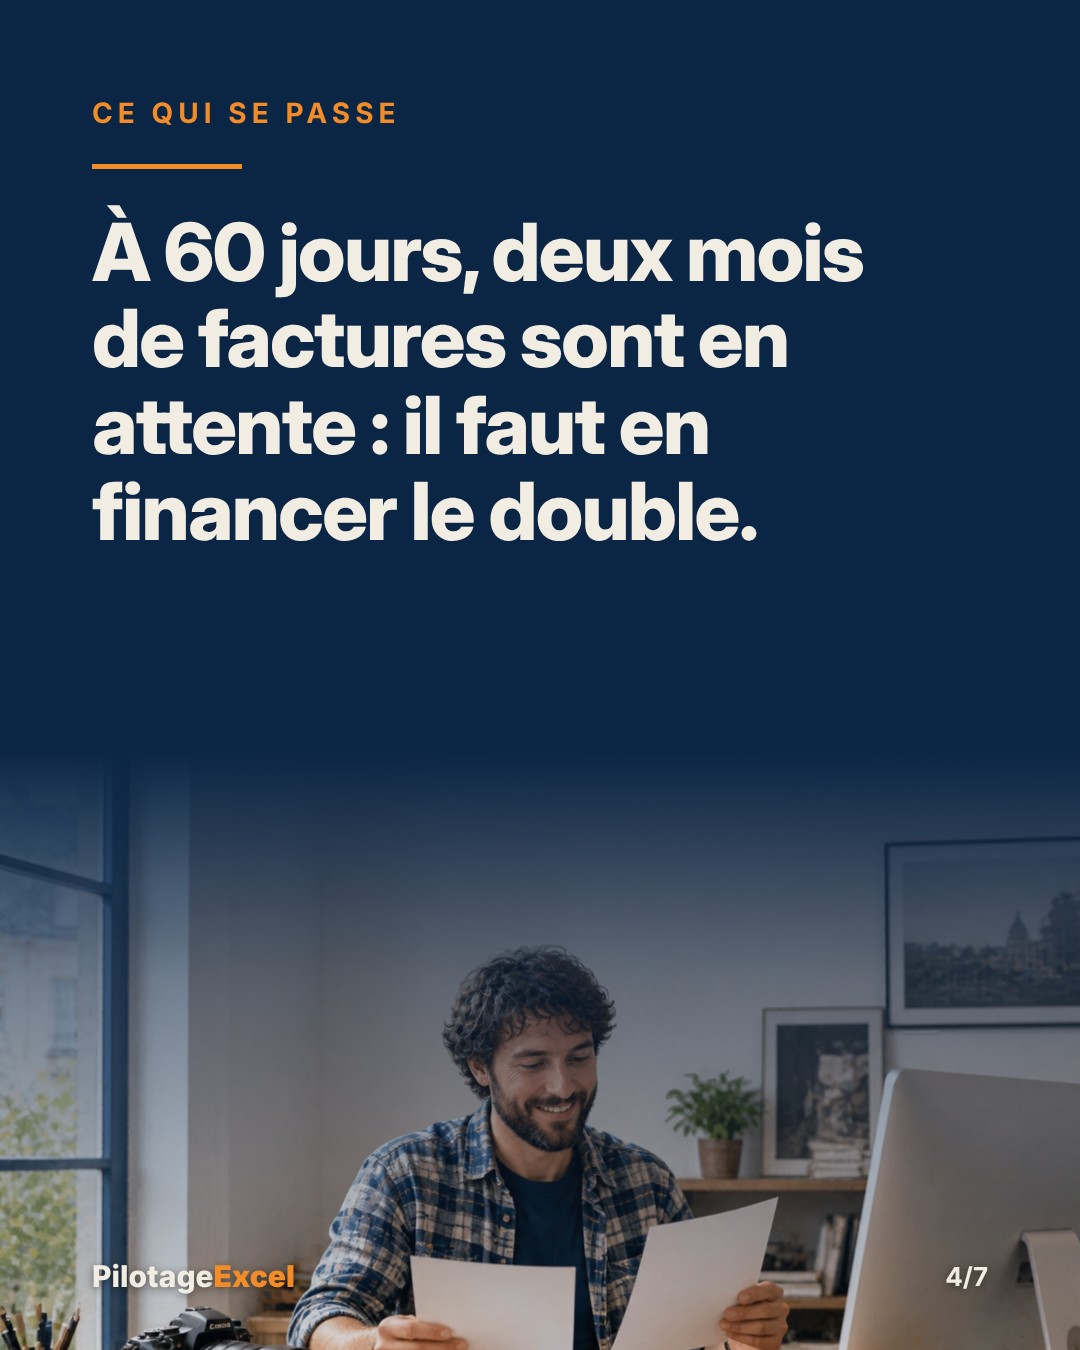 CE QUI SE PASSE
À 60 jours, deux mois
de factures sont en
attente : il faut en
financer le double.
PilotageExcel
4/7
Canon